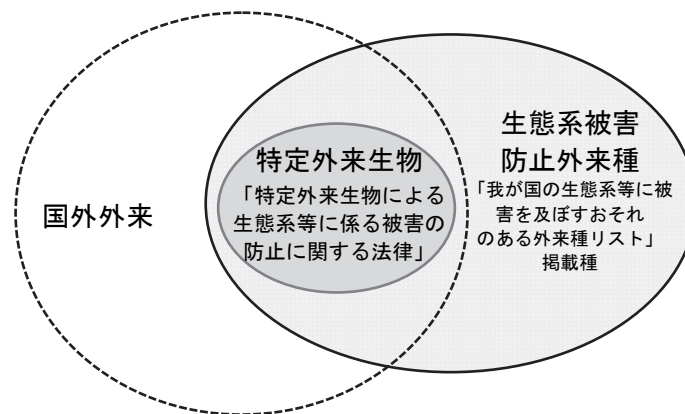 国外外来
特定外来生物
「特定外来生物による
生態系等に係る被害の
防止に関する法律」
生態系被害
防止外来種
「我が国の生態系等に被
害を及ぼすおそれ
のある外来種リスト」
掲載種